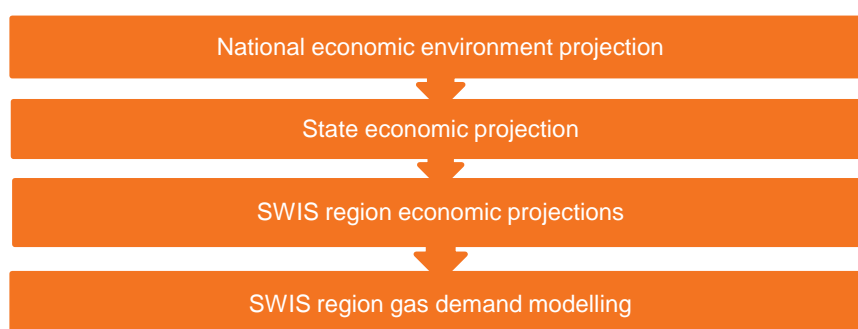 National economic environment projection
State economic projection
SWIS region economic projections
SWIS region gas demand modelling